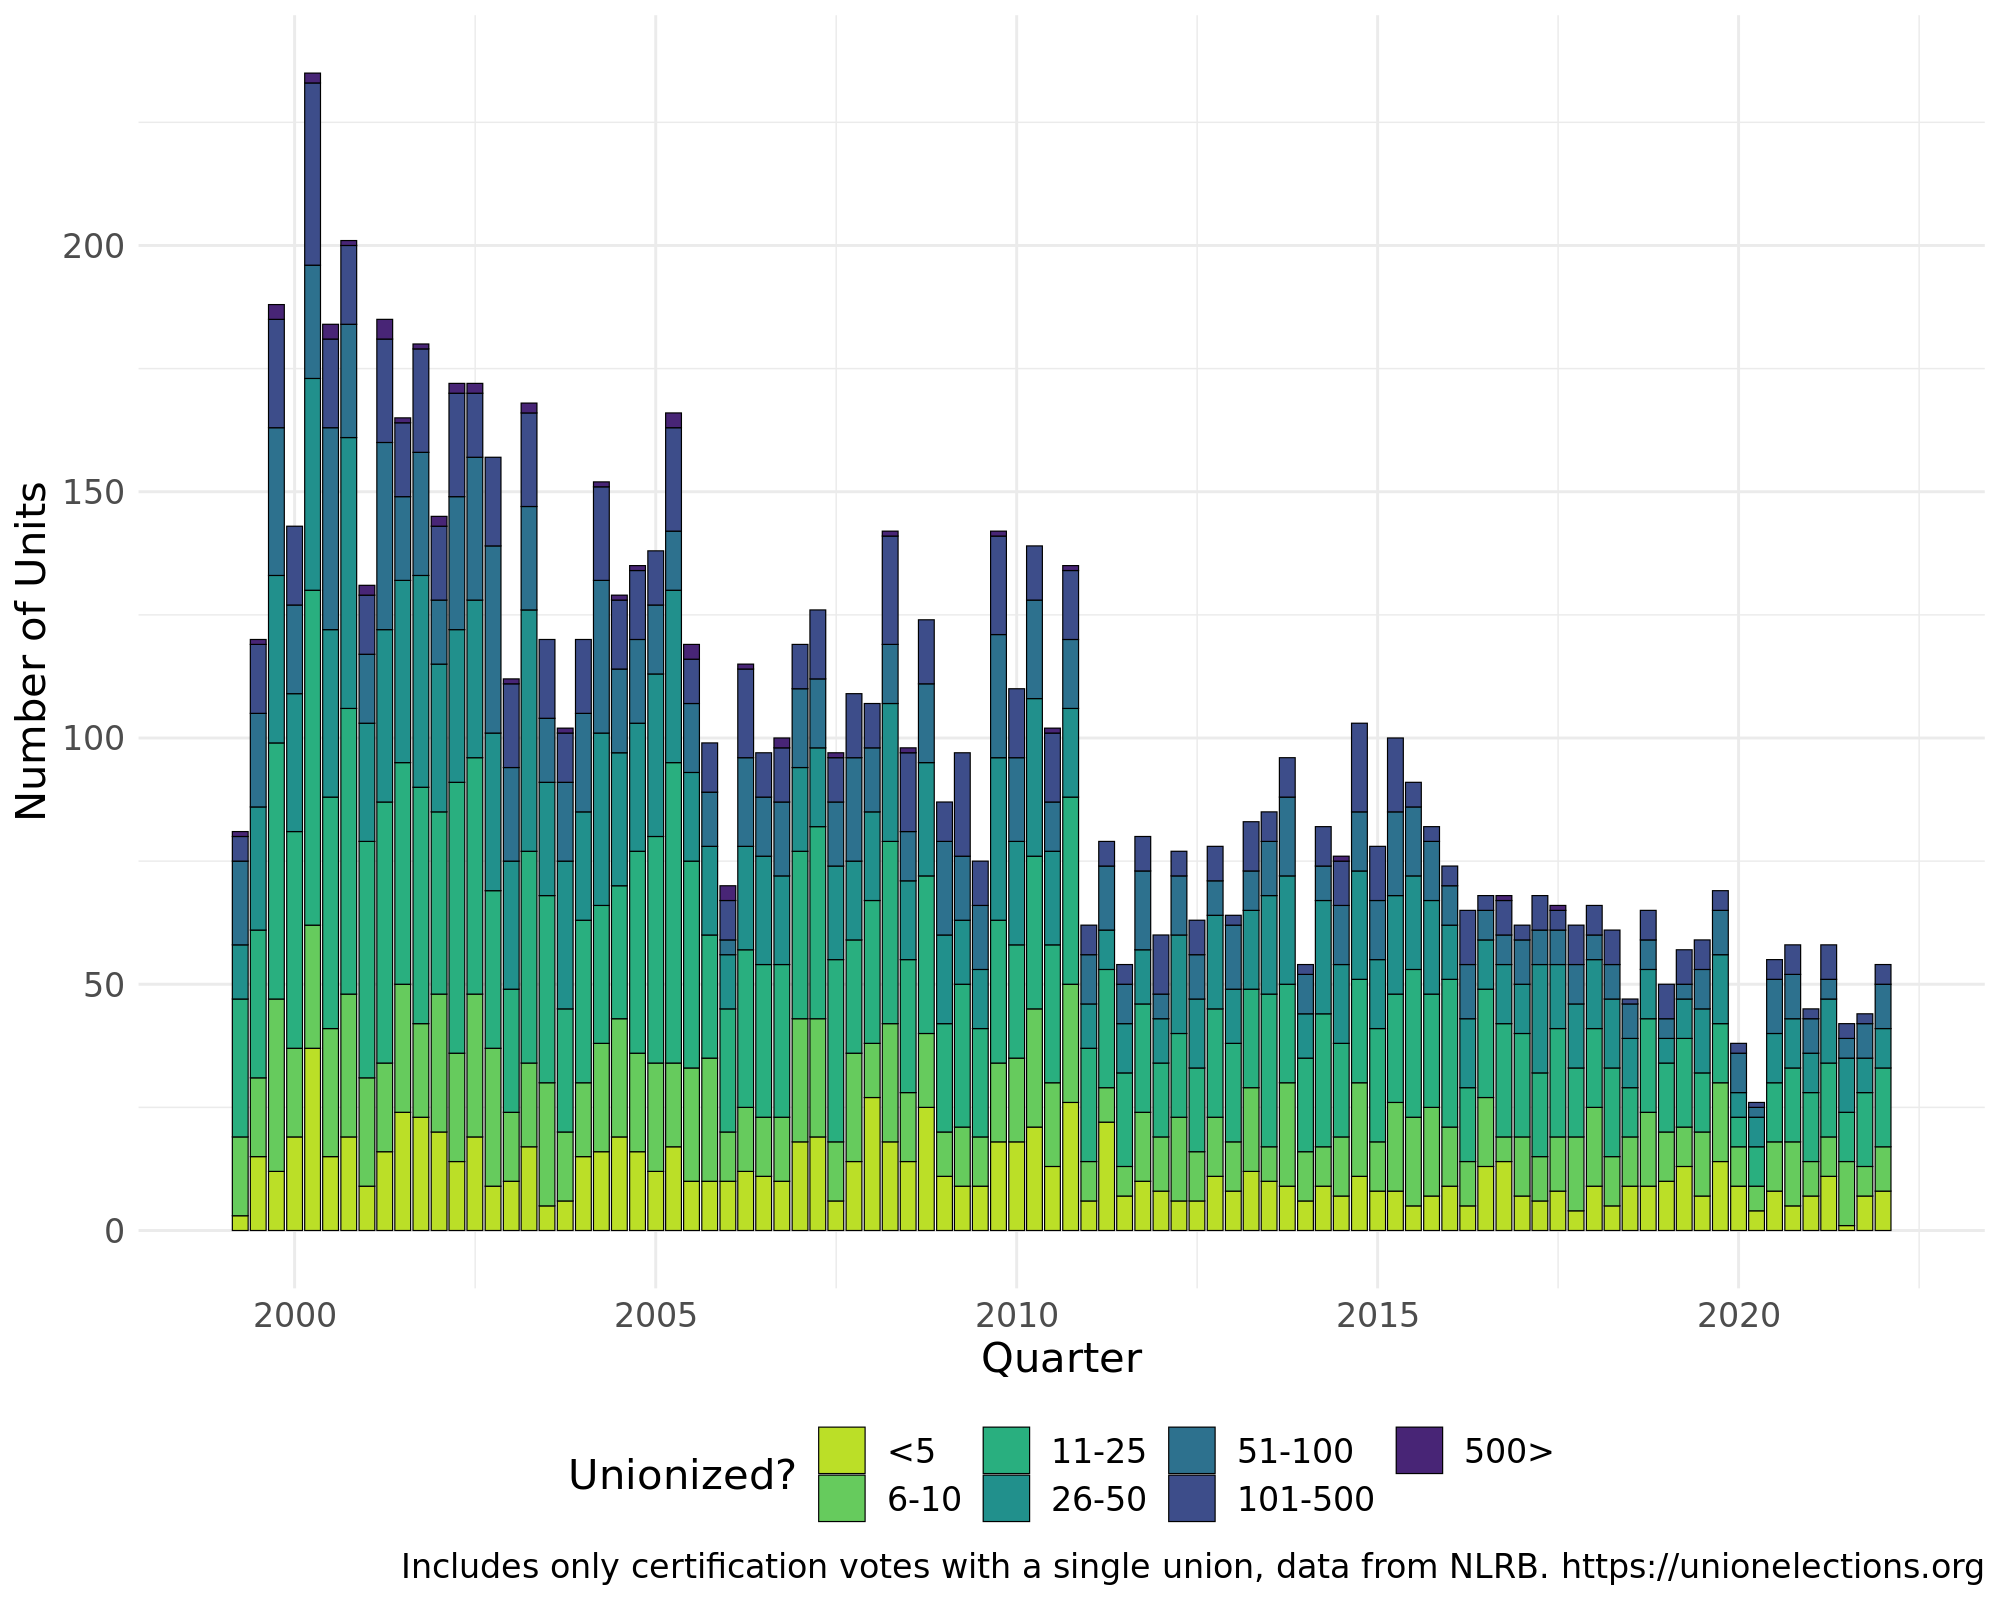 Number of Units
200
150
100
50
0
2000 2005 2010 2015 2020
Quarter
Unionized?
<5 11-25 51-100 500>
6-10 26-50 101-500
Includes only certification votes with a single union, data from NLRB. https://unionelections.org